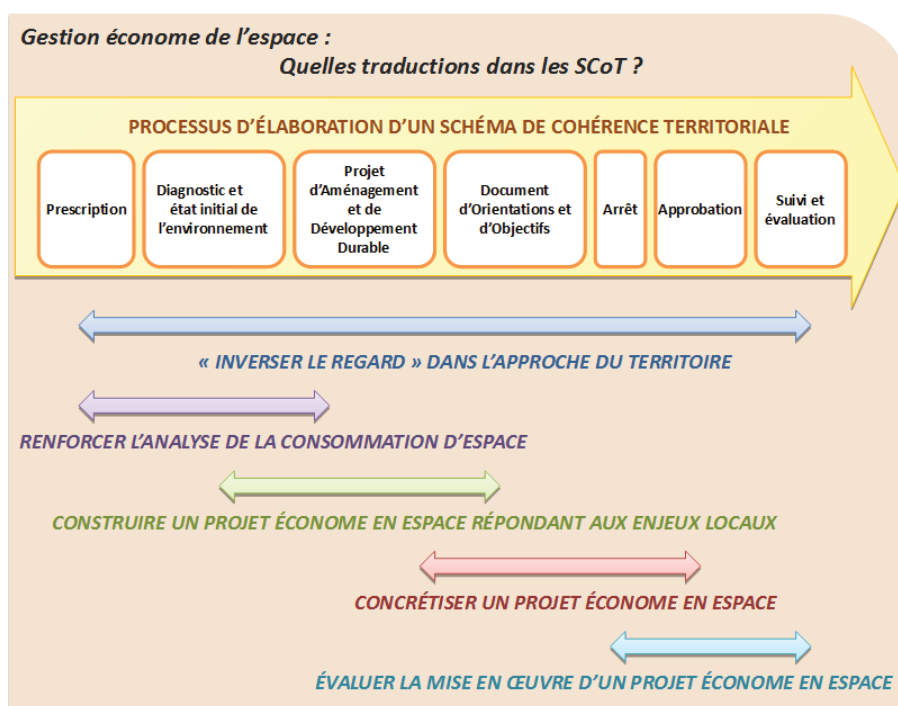 Gestion économe de l'espace :
Quelles traductions dans les SCoT ?
PROCESSUS D'ÉLABORATION D'UN SCHÉMA DE COHÉRENCE TERRITORIALE
Prescription
Diagnostic et
état initial de
l'environnement
Projet
d'Aménagement
et de
Développement
Durable
Document
d'Orientations et
d'Objectifs
Arrêt
Approbation
Suivi et
évaluation
« INVERSER LE REGARD » DANS L'APPROCHE DU TERRITOIRE
RENFORCER L'ANALYSE DE LA CONSOMMATION D'ESPACE
CONSTRUIRE UN PROJET ÉCONOME EN ESPACE RÉPONDANT AUX ENJEUX LOCAUX
CONCRÉTISER UN PROJET ÉCONOME EN ESPACE
ÉVALUER LA MISE EN ŒUVRE D'UN PROJET ÉCONOME EN ESPACE